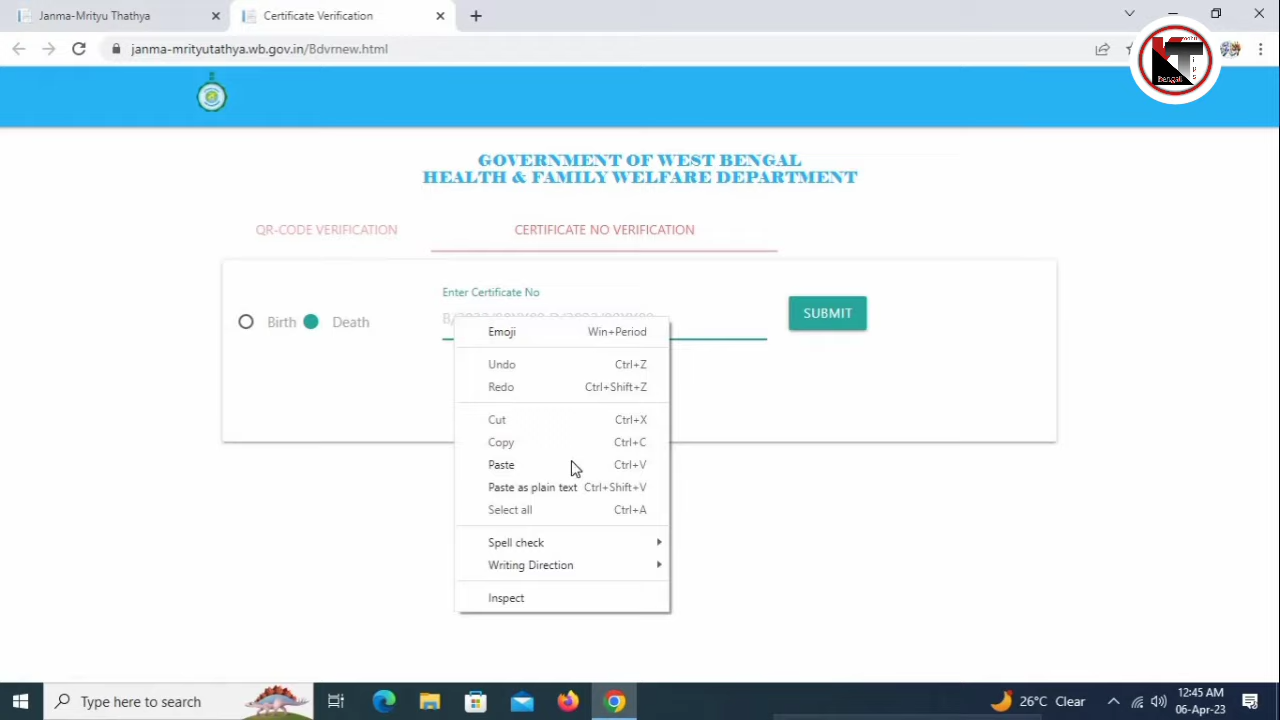 Janma-Mrityu Thathya
Certificate Verification
janma-mrityutathya.wb.gov.in/Bdvrnew.html
KT
Bengali
GOVERNMENT OF WEST BENGAL
HEALTH & FAMILY WELFARE DEPARTMENT
QR-CODE VERIFICATION
CERTIFICATE NO VERIFICATION
Enter Certificate No
Birth
Death
SUBMIT
Emoji Win+Period
Undo Ctrl+Z
Redo Ctrl+Shift+Z
Cut Ctrl+X
Copy Ctrl+C
Paste Ctrl+V
Paste as plain text Ctrl+Shift+V
Select all Ctrl+A
Spell check
Writing Direction
Inspect
Type here to search
26°C Clear
12:45 AM
06-Apr-23